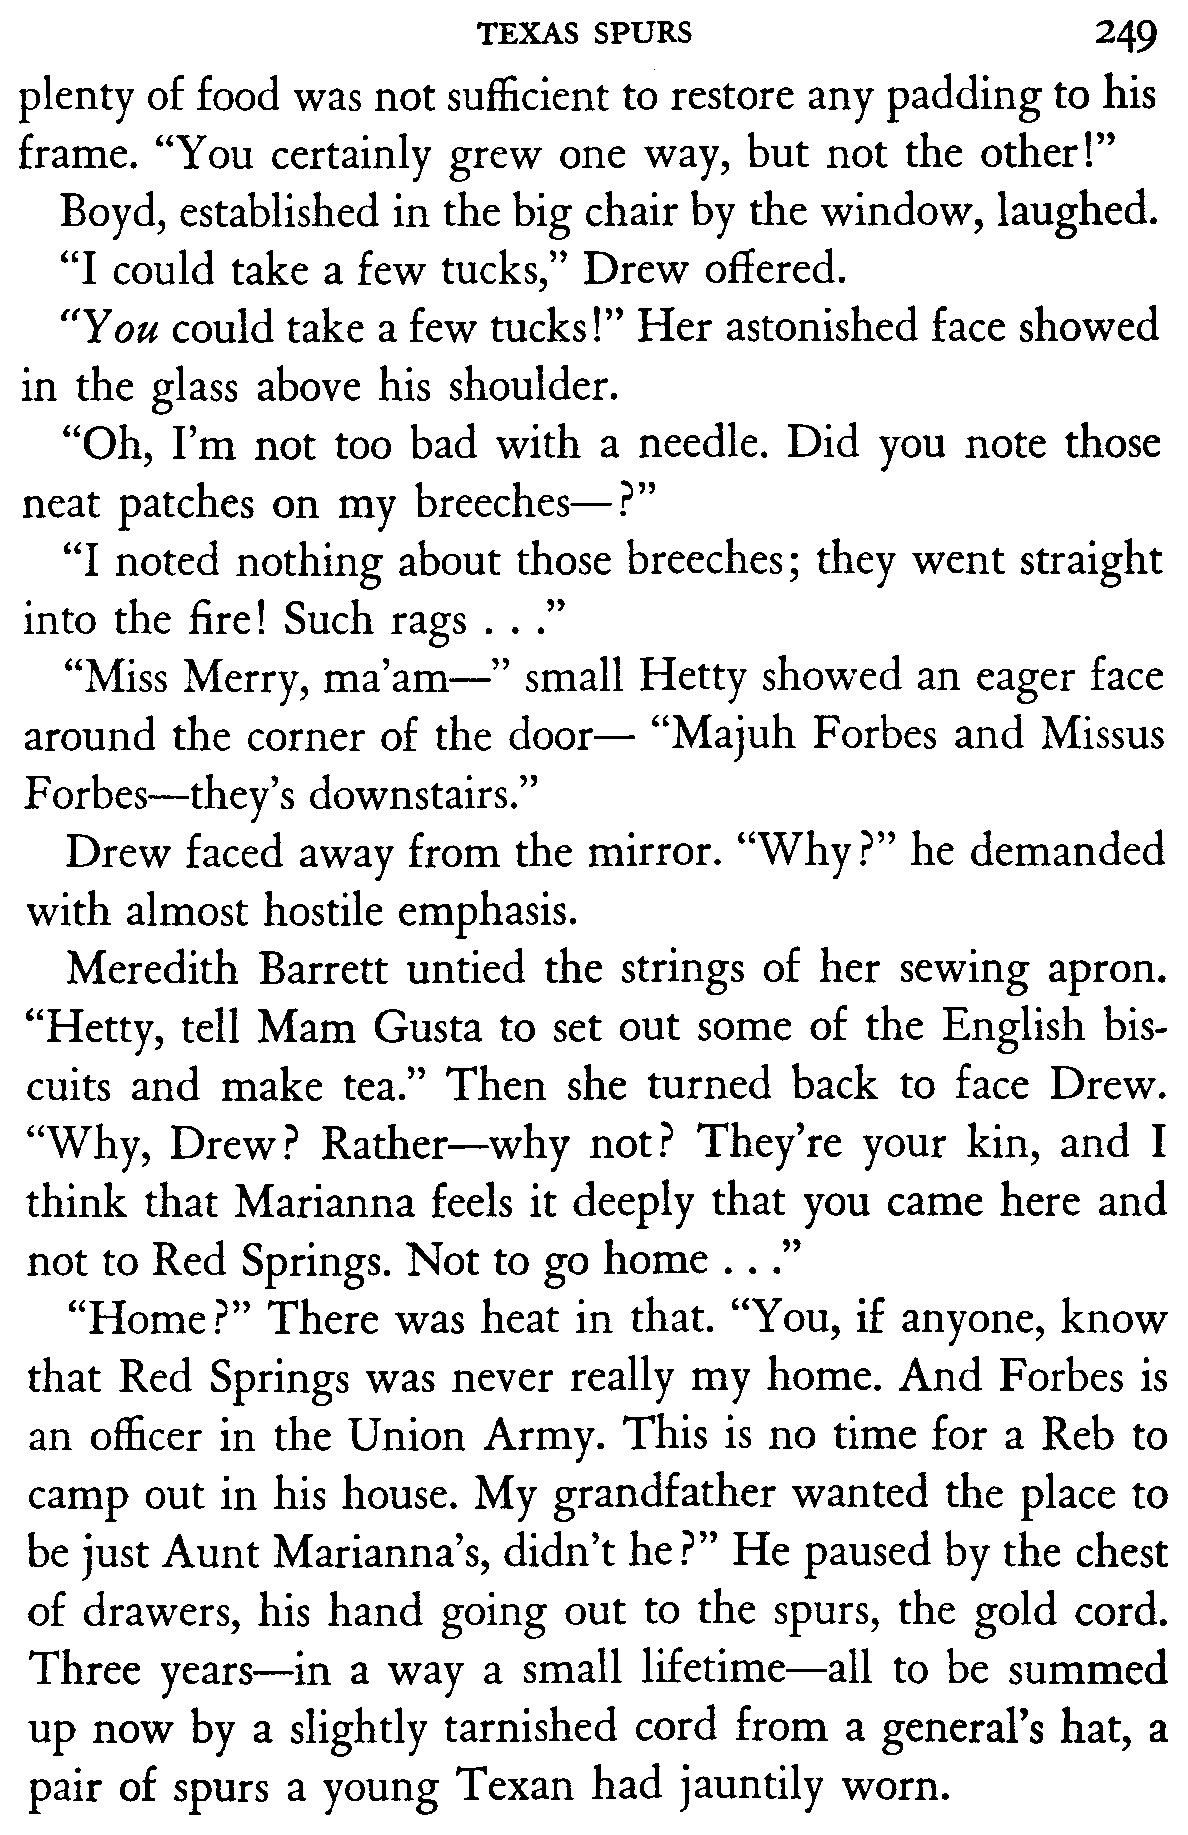 TEXAS SPURS 249
plenty of food was not sufficient to restore any padding to his
frame. “You certainly grew one way, but not the other!”
Boyd, established in the big chair by the window, laughed.
“I could take a few tucks,” Drew offered.
“You could take a few tucks!” Her astonished face showed
in the glass above his shoulder.
“Oh, I’m not too bad with a needle. Did you note those
neat patches on my breeches—?”
“I noted nothing about those breeches; they went straight
into the fire! Such rags . . .”
“Miss Merry, ma’am—” small Hetty showed an eager face
around the corner of the door— “Majuh Forbes and Missus
Forbes—they’s downstairs.”
Drew faced away from the mirror. “Why?” he demanded
with almost hostile emphasis.
Meredith Barrett untied the strings of her sewing apron.
“Hetty, tell Mam Gusta to set out some of the English bis-
cuits and make tea.” Then she turned back to face Drew.
“Why, Drew? Rather—why not? They’re your kin, and I
think that Marianna feels it deeply that you came here and
not to Red Springs. Not to go home . . .”
“Home?” There was heat in that. “You, if anyone, know
that Red Springs was never really my home. And Forbes is
an officer in the Union Army. This is no time for a Reb to
camp out in his house. My grandfather wanted the place to
be just Aunt Marianna’s, didn’t he?” He paused by the chest
of drawers, his hand going out to the spurs, the gold cord.
Three years—in a way a small lifetime—all to be summed
up now by a slightly tarnished cord from a general’s hat, a
pair of spurs a young Texan had jauntily worn.